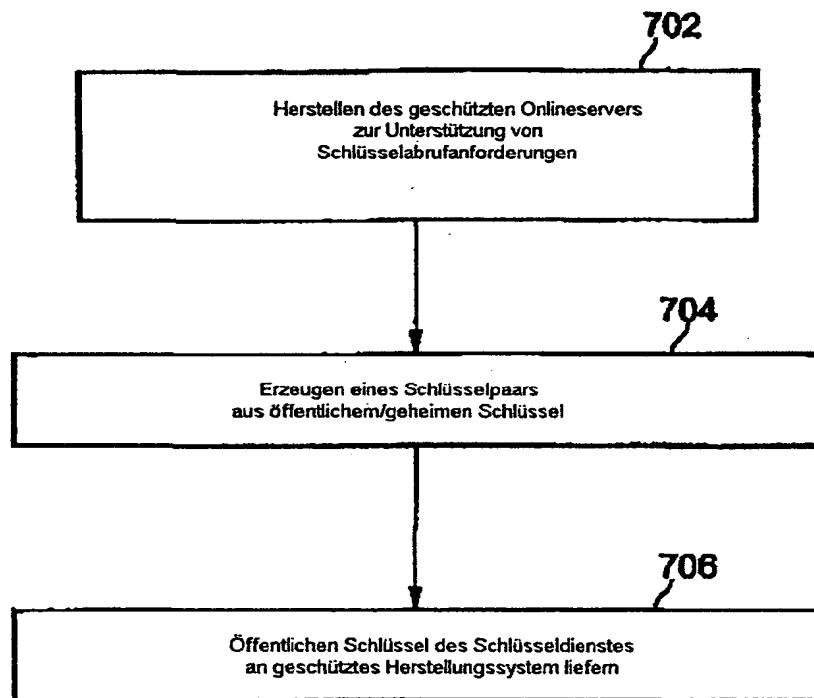 702
Herstellen des geschützten Onlineservers
zur Unterstützung von
Schlüsselabrufanforderungen
704
Erzeugen eines Schlüsselpaars
aus öffentlichem/geheimen Schlüssel
706
Öffentlichen Schlüssel des Schlüsseldienstes
an geschütztes Herstellungssystem liefern